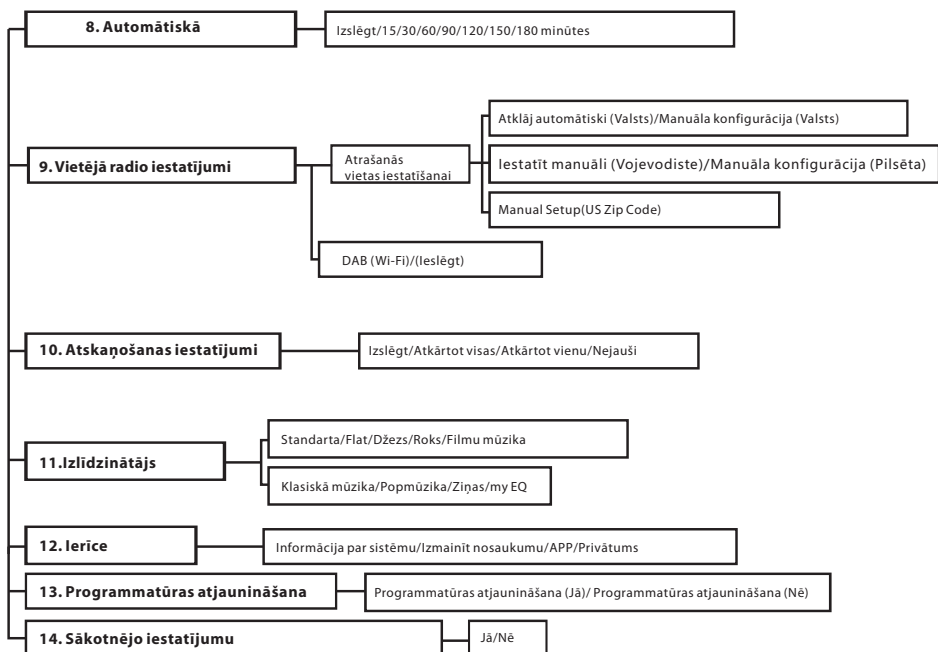 8. Automātiskā
Izslēgt/15/30/60/90/120/150/180 minūtes
9. Vietējā radio iestatījumi
Atrašanās
vietas iestatīšanai
Atklāj automātiski (Valsts)/Manuāla konfigurācija (Valsts)
Iestatīt manuāli (Vojevodiste)/Manuāla konfigurācija (Pilsēta)
Manual Setup(US Zip Code)
DAB (Wi-Fi)/(Ieslēgt)
10. Atskaņošanas iestatījumi
Izslēgt/Atkārtot visas/Atkārtot vienu/Nejauši
11.Izlīdzinātājs
Standarta/Flat/Džezs/Roks/Filmu mūzika
Klasiskā mūzika/Popmūzika/Ziņas/my EQ
12. Ierīce
Informācija par sistēmu/Izmainīt nosaukumu/APP/Privātums
13. Programmatūras atjaunināšana
Programmatūras atjaunināšana (Jā)/ Programmatūras atjaunināšana (Nē)
14. Sākotnējo iestatījumu
Jā/Nē